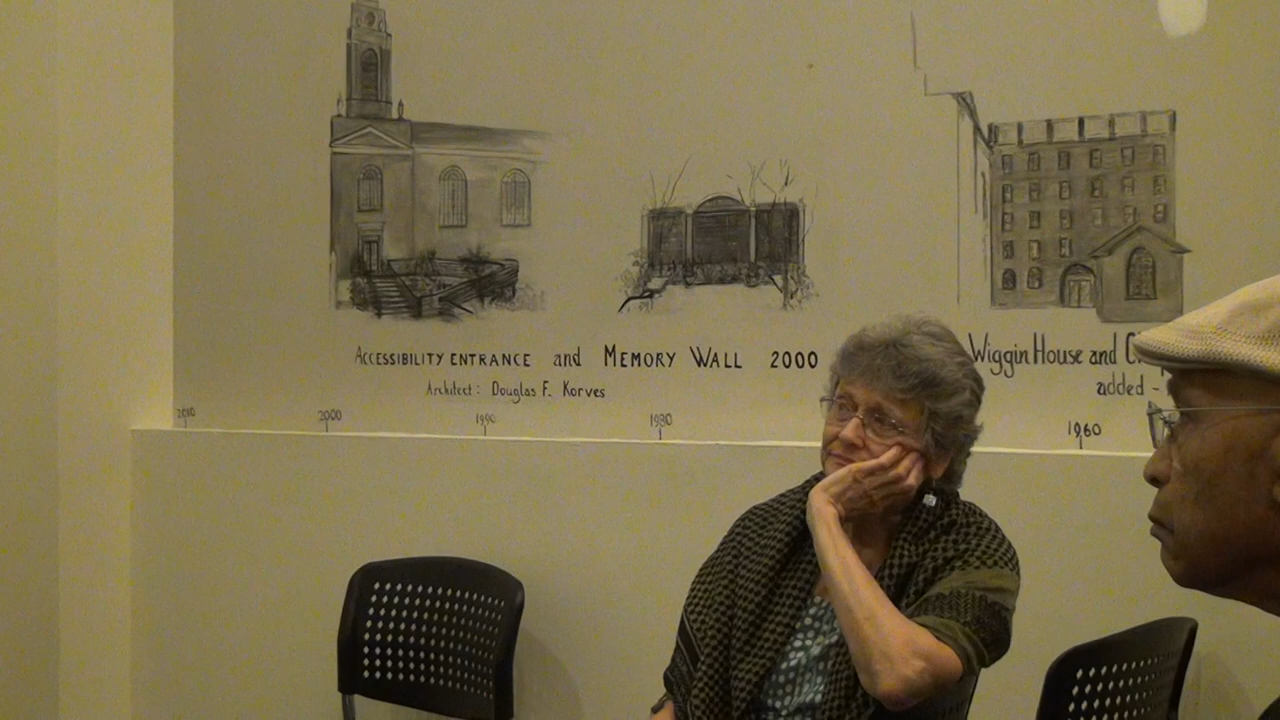 ACCESSIBILITY ENTRANCE and MEMORY WALL 2000
Architect: Douglas F. Korves
Wiggin House and
added -
2010 2000 1990 1980 1960